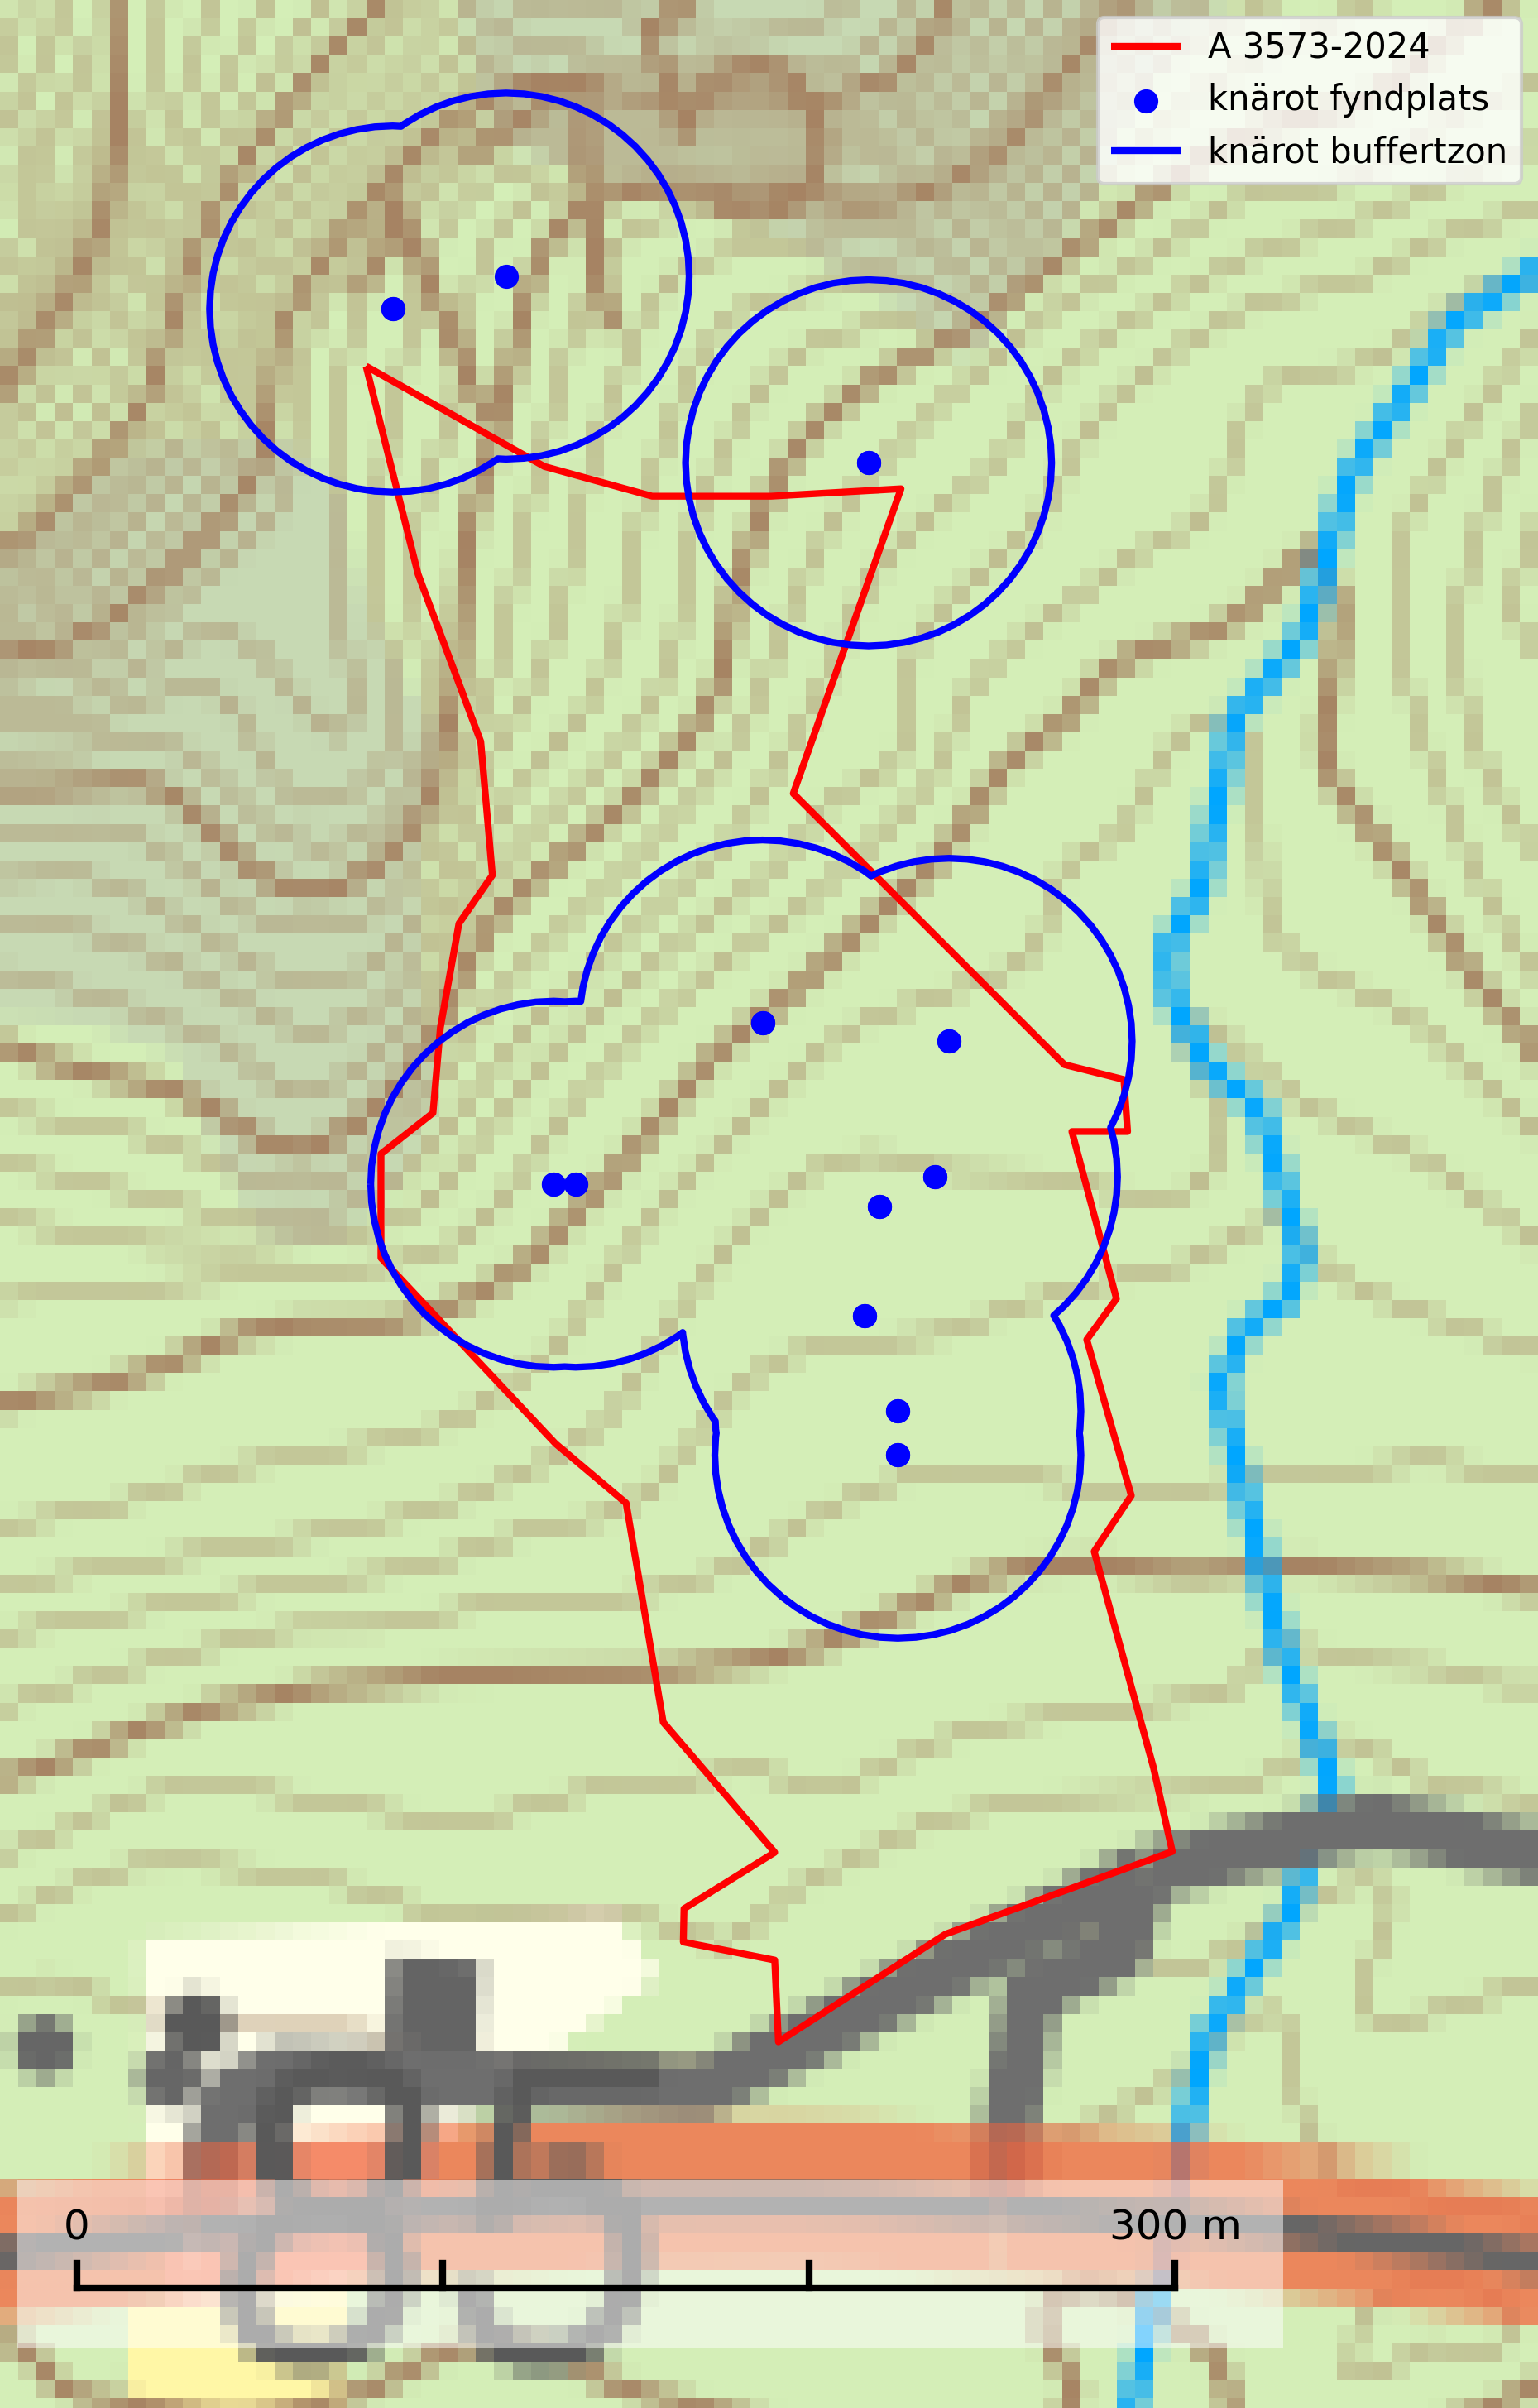 A 3573-2024
knärot fyndplats
knärot buffertzon
0 300 m